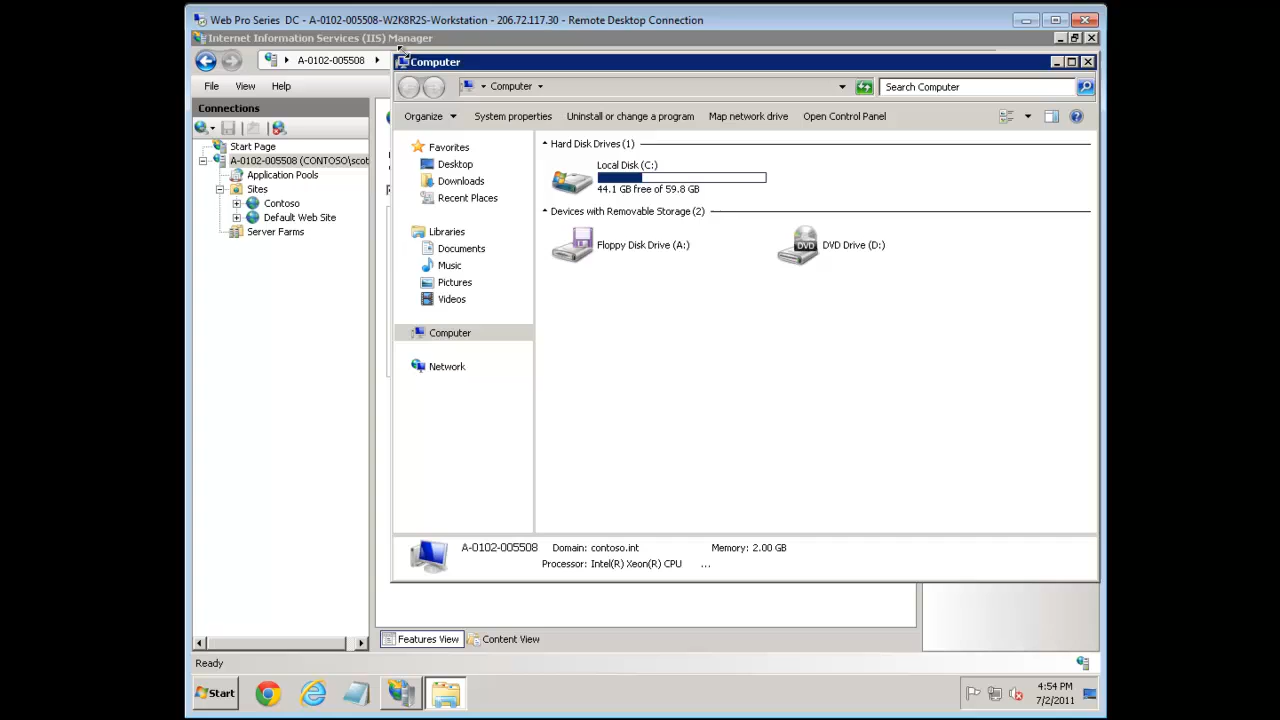 Web Pro Series DC - A-0102-005508-W2K8R2S-Workstation - 206.72.117.30 - Remote Desktop Connection
Internet Information Services (IIS) Manager
A-0102-005508
File View Help
Connections
Start Page
A-0102-005508 (CONTOSO\scot
Application Pools
Sites
Contoso
Default Web Site
Server Farms
Computer
Computer
Search Computer
Organize System properties Uninstall or change a program Map network drive Open Control Panel
Favorites
Desktop
Downloads
Recent Places
Libraries
Documents
Music
Pictures
Videos
Computer
Network
Hard Disk Drives (1)
Local Disk (C:)
44.1 GB free of 59.8 GB
Devices with Removable Storage (2)
Floppy Disk Drive (A:)
DVD
DVD Drive (D:)
A-0102-005508 Domain: contoso.int Memory: 2.00 GB
Processor: Intel(R) Xeon(R) CPU ...
Features View Content View
Ready
Start
4:54 PM
7/2/2011